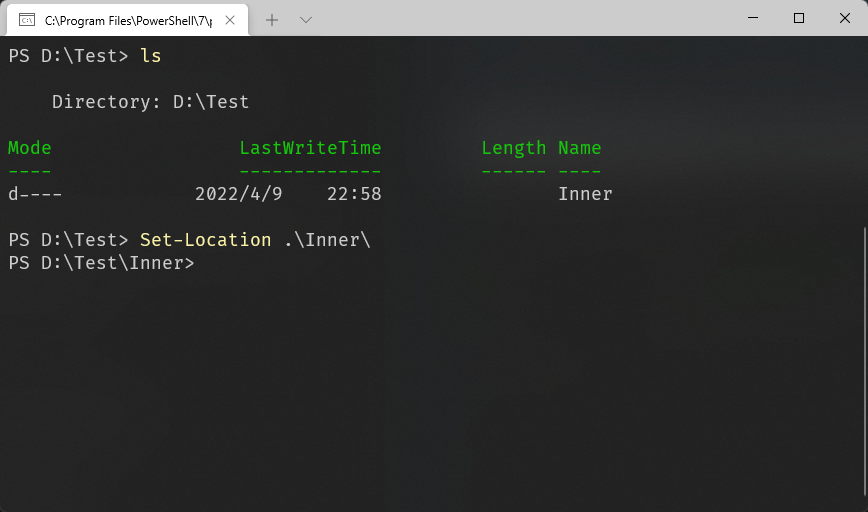 C:\Program Files\PowerShell\7\
PS D:\Test> ls
Directory: D:\Test
Mode LastWriteTime Length Name
---- ------------- ------ ----
d---- 2022/4/9 22:58 Inner
PS D:\Test> Set-Location .\Inner\
PS D:\Test\Inner>